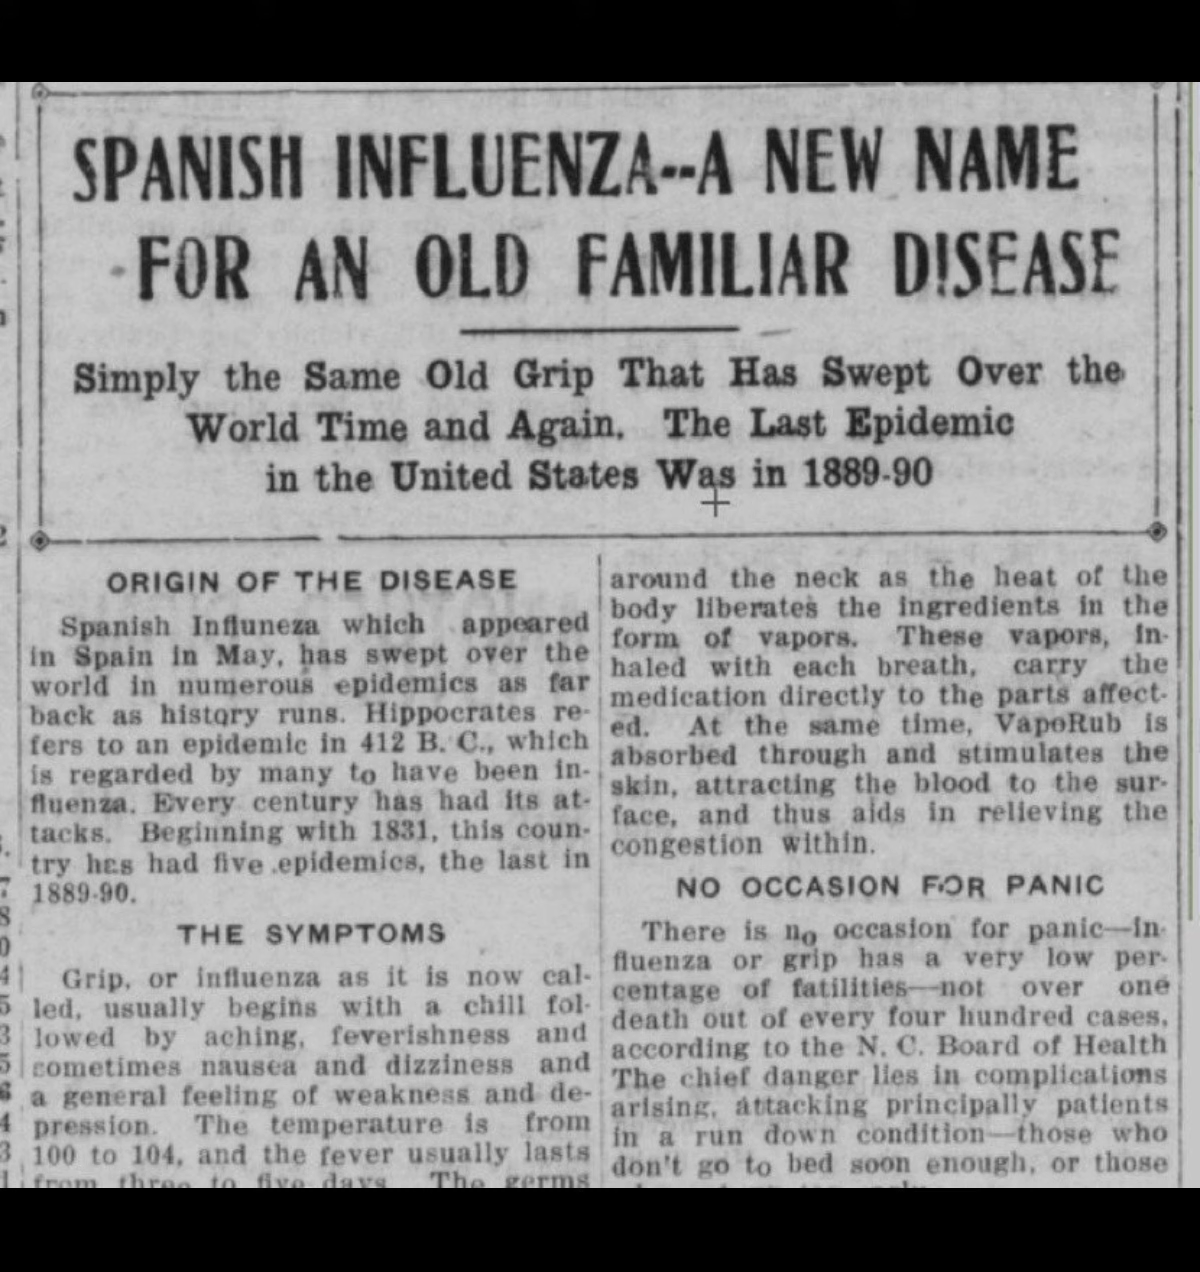 SPANISH INFLUENZA--A NEW NAME
FOR AN OLD FAMILIAR DISEASE
Simply the Same Old Grip That Has Swept Over the
World Time and Again. The Last Epidemic
in the United States Was in 1889-90
ORIGIN OF THE DISEASE
Spanish Influneza which appeared
in Spain in May, has swept over the
world in numerous epidemics as far
back as history runs. Hippocrates re-
fers to an epidemic in 412 B. C., which
is regarded by many to have been in-
fluenza. Every century has had its at-
tacks. Beginning with 1831, this coun-
try has had five epidemics, the last in
1889-90.
THE SYMPTOMS
Grip, or influenza as it is now cal-
led, usually begins with a chill fol-
lowed by aching, feverishness and
sometimes nausea and dizziness and
a general feeling of weakness and de-
pression. The temperature is from
100 to 104, and the fever usually lasts
from three to five days. The germs
around the neck as the heat of the
body liberates the ingredients in the
form of vapors. These vapors, in-
haled with each breath, carry the
medication directly to the parts affect-
ed. At the same time, VapoRub is
absorbed through and stimulates the
skin, attracting the blood to the sur-
face, and thus aids in relieving the
congestion within.
NO OCCASION FOR PANIC
There is no occasion for panic—in-
fluenza or grip has a very low per-
centage of fatilities—not over one
death out of every four hundred cases,
according to the N. C. Board of Health
The chief danger lies in complications
arising, attacking principally patients
in a run down condition—those who
don't go to bed soon enough, or those